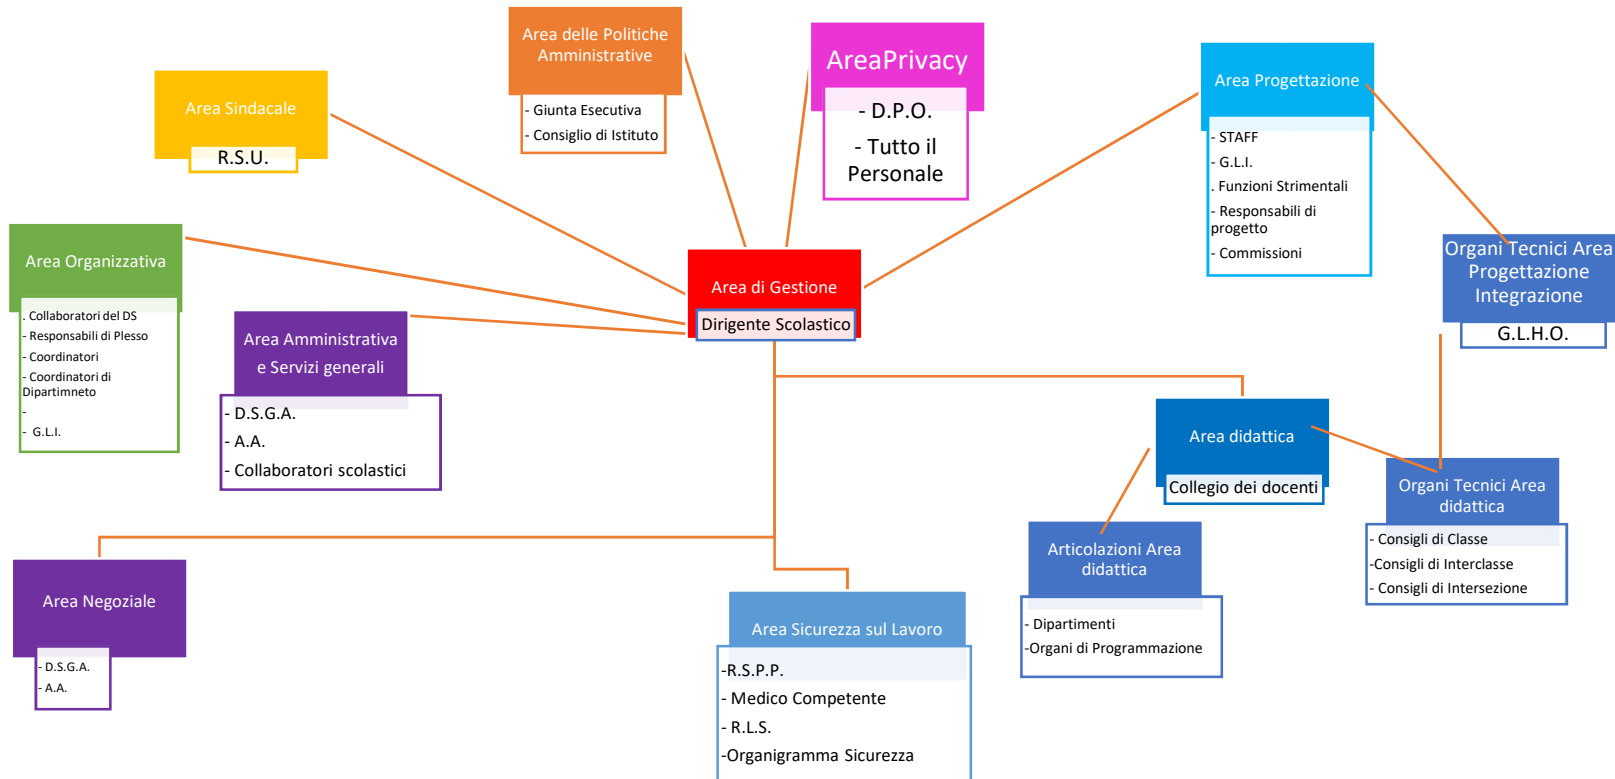 Area delle Politiche
Amministrative
- Giunta Esecutiva
- Consiglio di Istituto
AreaPrivacy
- D.P.O.
- Tutto il
Personale
Area Progettazione
- STAFF
- G.L.I.
. Funzioni Strimentali
- Responsabili di
progetto
- Commissioni
Area Sindacale
R.S.U.
Area Organizzativa
. Collaboratori del DS
- Responsabili di Plesso
- Coordinatori
- Coordinatori di
Dipartimneto
-
- G.L.I.
Area Amministrativa
e Servizi generali
- D.S.G.A.
- A.A.
- Collaboratori scolastici
Area di Gestione
Dirigente Scolastico
Organi Tecnici Area
Progettazione
Integrazione
G.L.H.O.
Area didattica
Collegio dei docenti
Organi Tecnici Area
didattica
- Consigli di Classe
-Consigli di Interclasse
- Consigli di Intersezione
Articolazioni Area
didattica
- Dipartimenti
-Organi di Programmazione
Area Negoziale
- D.S.G.A.
- A.A.
Area Sicurezza sul Lavoro
-R.S.P.P.
- Medico Competente
- R.L.S.
-Organigramma Sicurezza